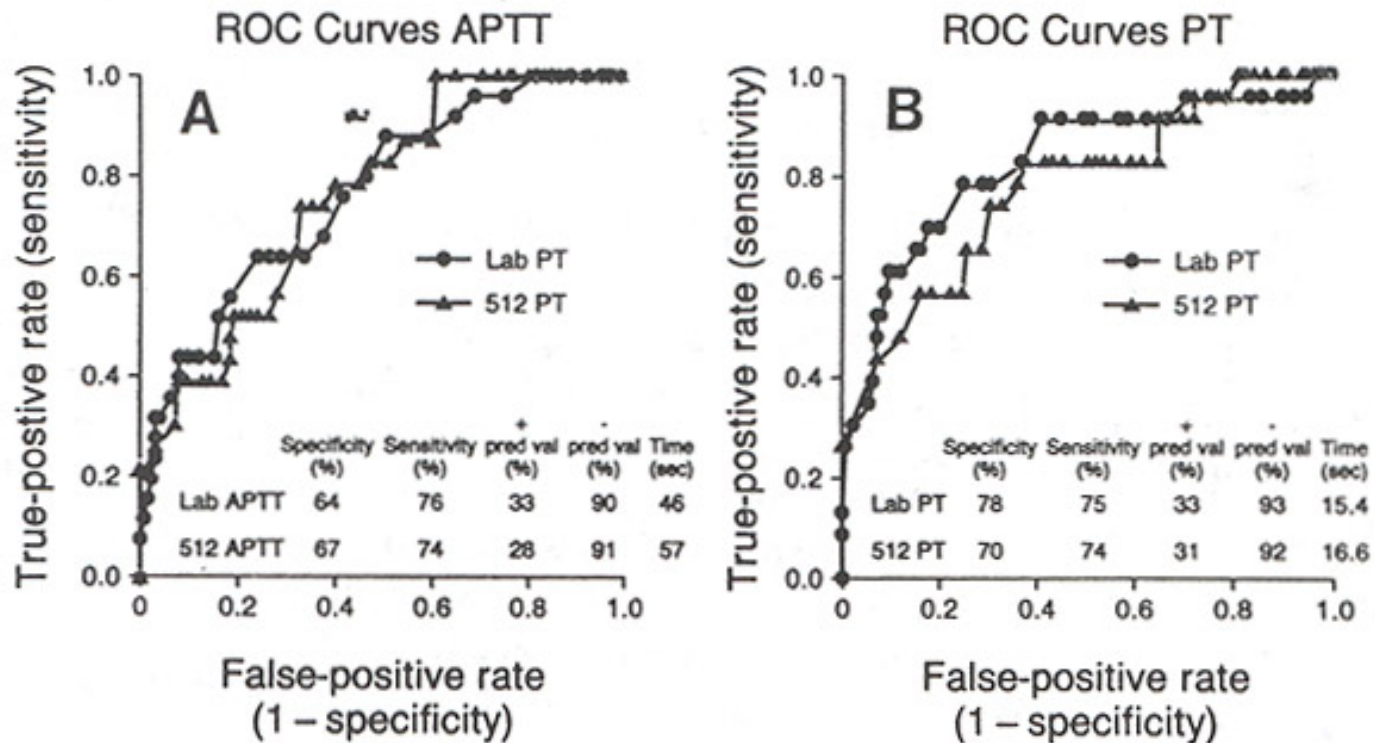 ROC Curves APTT
A
True-postive rate (sensitivity)
1.0
0.8
0.6
0.4
0.2
0.0
Lab PT
512 PT
+ -
Specificity Sensitivity pred val pred val Time
(%) (%) (%) (%) (sec)
Lab APTT 64 76 33 90 46
512 APTT 67 74 28 91 57
0 0.2 0.4 0.6 0.8 1.0
False-positive rate
(1 – specificity)
ROC Curves PT
B
True-postive rate (sensitivity)
1.0
0.8
0.6
0.4
0.2
0.0
Lab PT
512 PT
+ -
Specificity Sensitivity pred val pred val Time
(%) (%) (%) (%) (sec)
Lab PT 78 75 33 93 15.4
512 PT 70 74 31 92 16.6
0 0.2 0.4 0.6 0.8 1.0
False-positive rate
(1 – specificity)